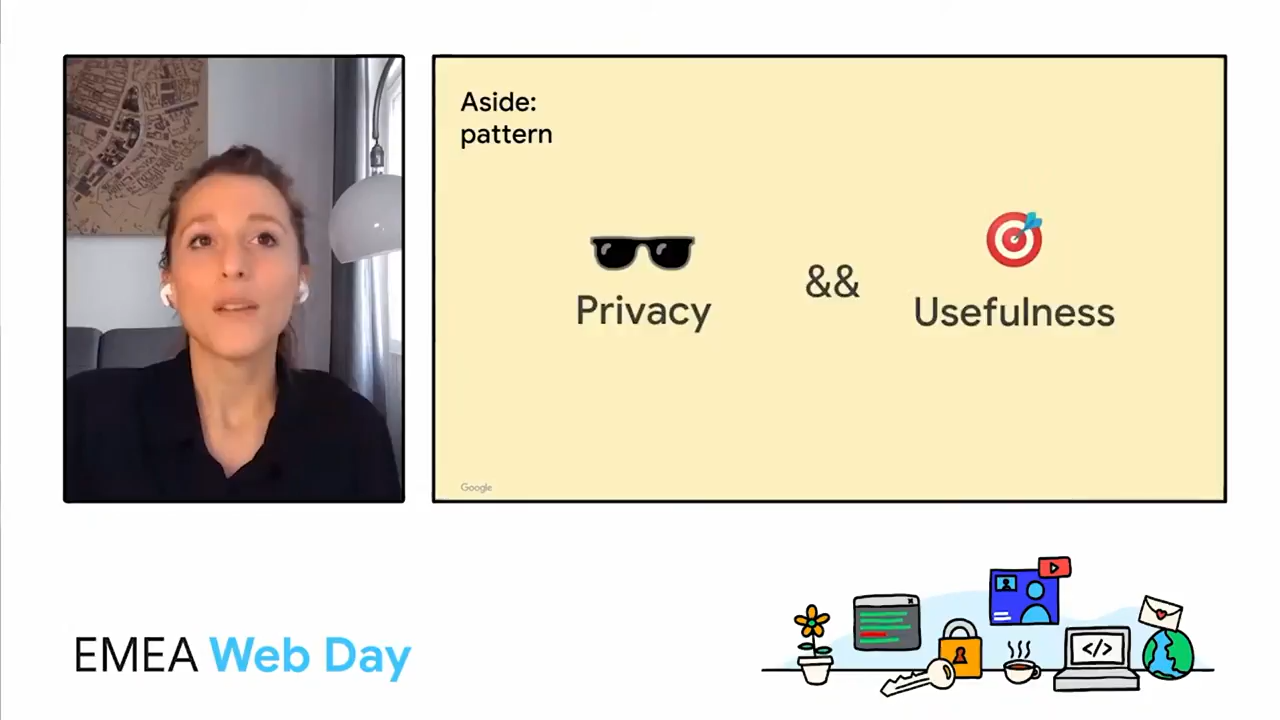 Aside:
pattern
Privacy
&&
Usefulness
Google
EMEA Web Day
</>